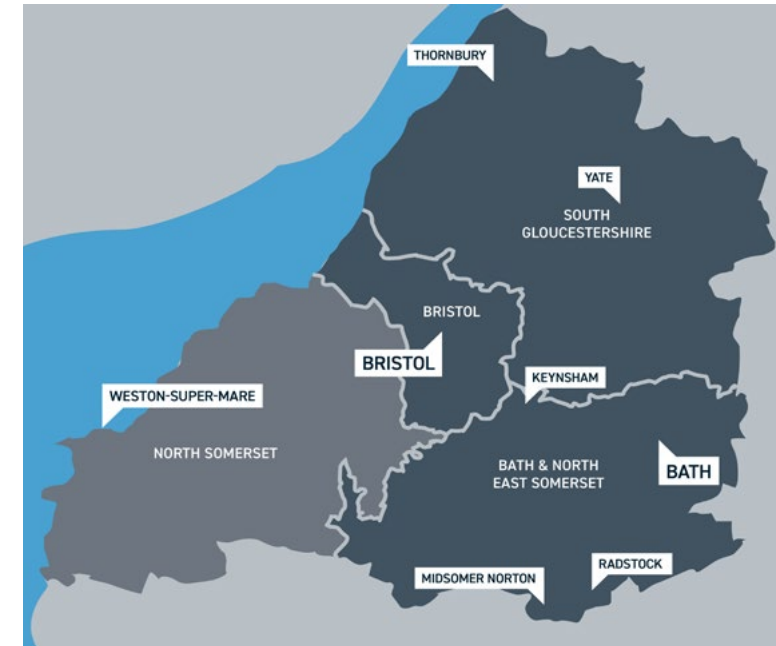 THORNBURY
YATE
SOUTH
GLOUCESTERSHIRE
BRISTOL
BRISTOL
KEYNSHAM
WESTON-SUPER-MARE
NORTH SOMERSET
BATH & NORTH
EAST SOMERSET
BATH
RADSTOCK
MIDSOMER NORTON